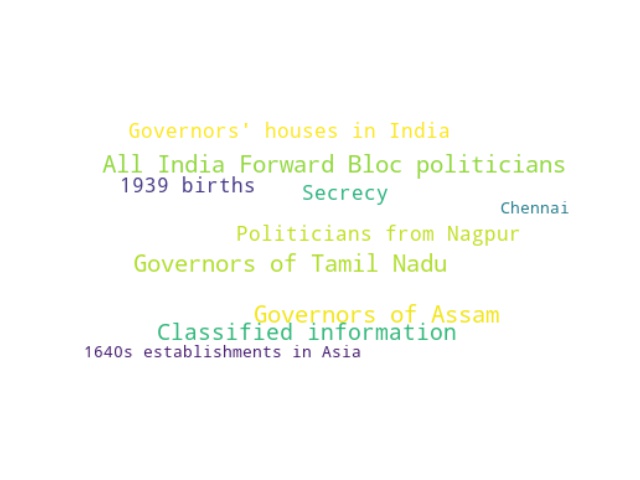 Governors' houses in India
All India Forward Bloc politicians
1939 births
Secrecy
Chennai
Politicians from Nagpur
Governors of Tamil Nadu
Governors of Assam
Classified information
1640s establishments in Asia